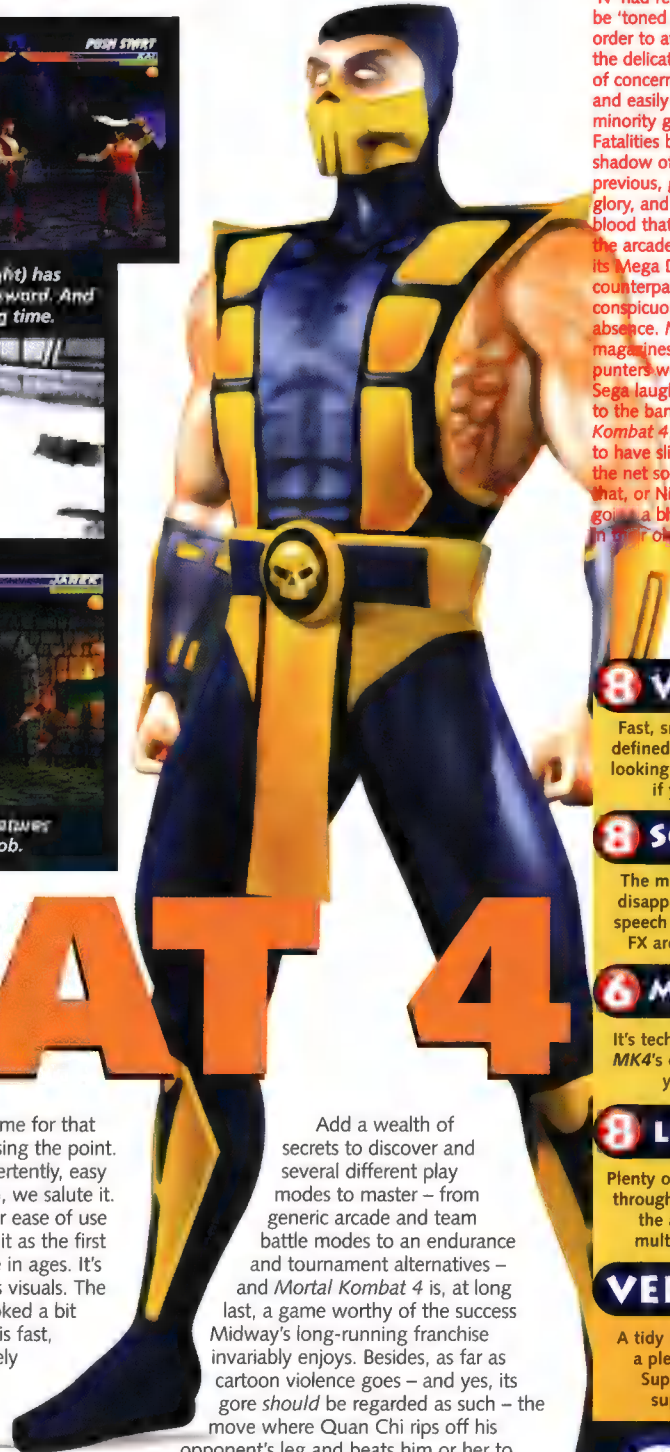 PUSH START
KAI
ght) has
sword. And
g time.
JAREK
ob.
'N' had re
be 'toned
order to a
the delicat
of concern
and easily
minority g
Fatalities b
shadow of
previous,
glory, and
blood that
the arcade
its Mega D
counterpa
conspicuo
absence.
magazines
punters w
Sega laugh
to the ban
Kombat 4
to have sli
the net so
that, or Ni
a bl
AT 4
me for that
sing the point.
ertently, easy
, we salute it.
r ease of use
it as the first
e in ages. It's
s visuals. The
oked a bit
is fast,
ely
Add a wealth of
secrets to discover and
several different play
modes to master – from
generic arcade and team
battle modes to an endurance
and tournament alternatives –
and Mortal Kombat 4 is, at long
last, a game worthy of the success
Midway's long-running franchise
invariably enjoys. Besides, as far as
cartoon violence goes – and yes, its
gore should be regarded as such – the
move where Quan Chi rips off his
opponent's leg and beats him or her to
8 V
Fast, s
defined
looking
if
8 S
The m
disapp
speech
FX ar
6 M
It's tech
MK4's
y
8 L
Plenty o
through
the
mult
VE
A tidy
a ple
Sup
su